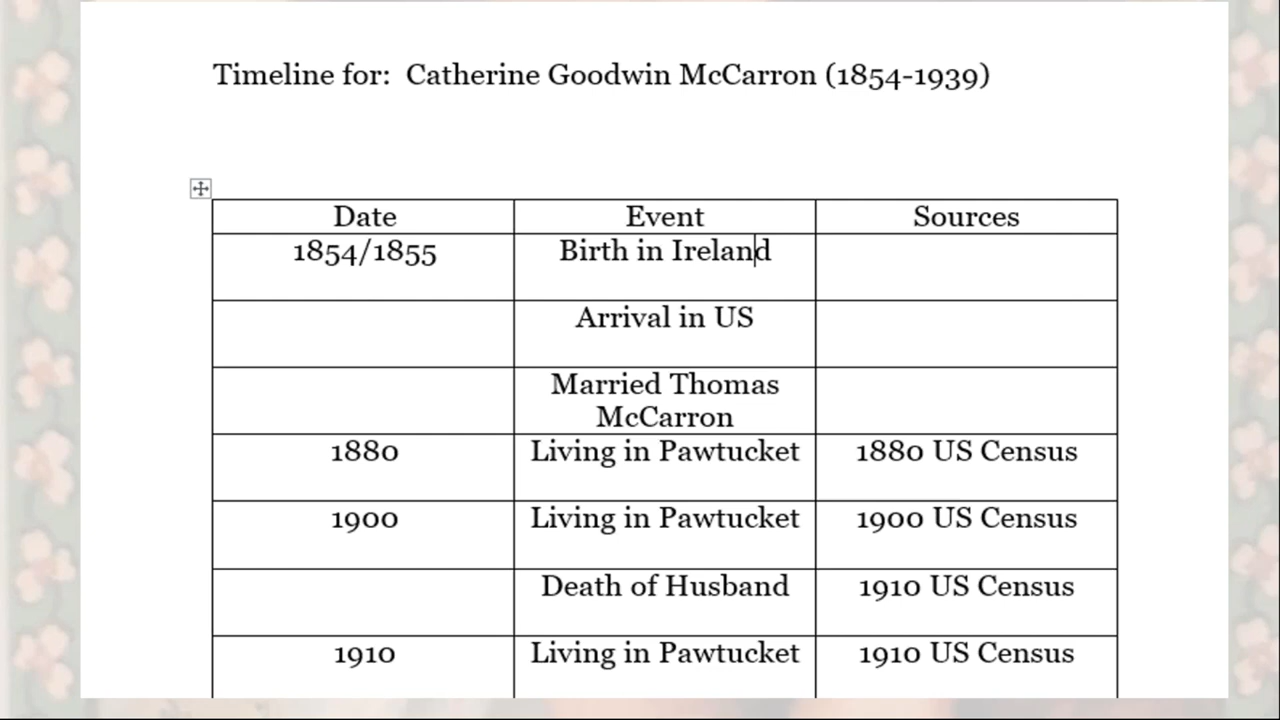 Timeline for: Catherine Goodwin McCarron (1854-1939)
Date Event Sources
1854/1855 Birth in Ireland
Arrival in US
Married Thomas
McCarron
1880 Living in Pawtucket 1880 US Census
1900 Living in Pawtucket 1900 US Census
Death of Husband 1910 US Census
1910 Living in Pawtucket 1910 US Census